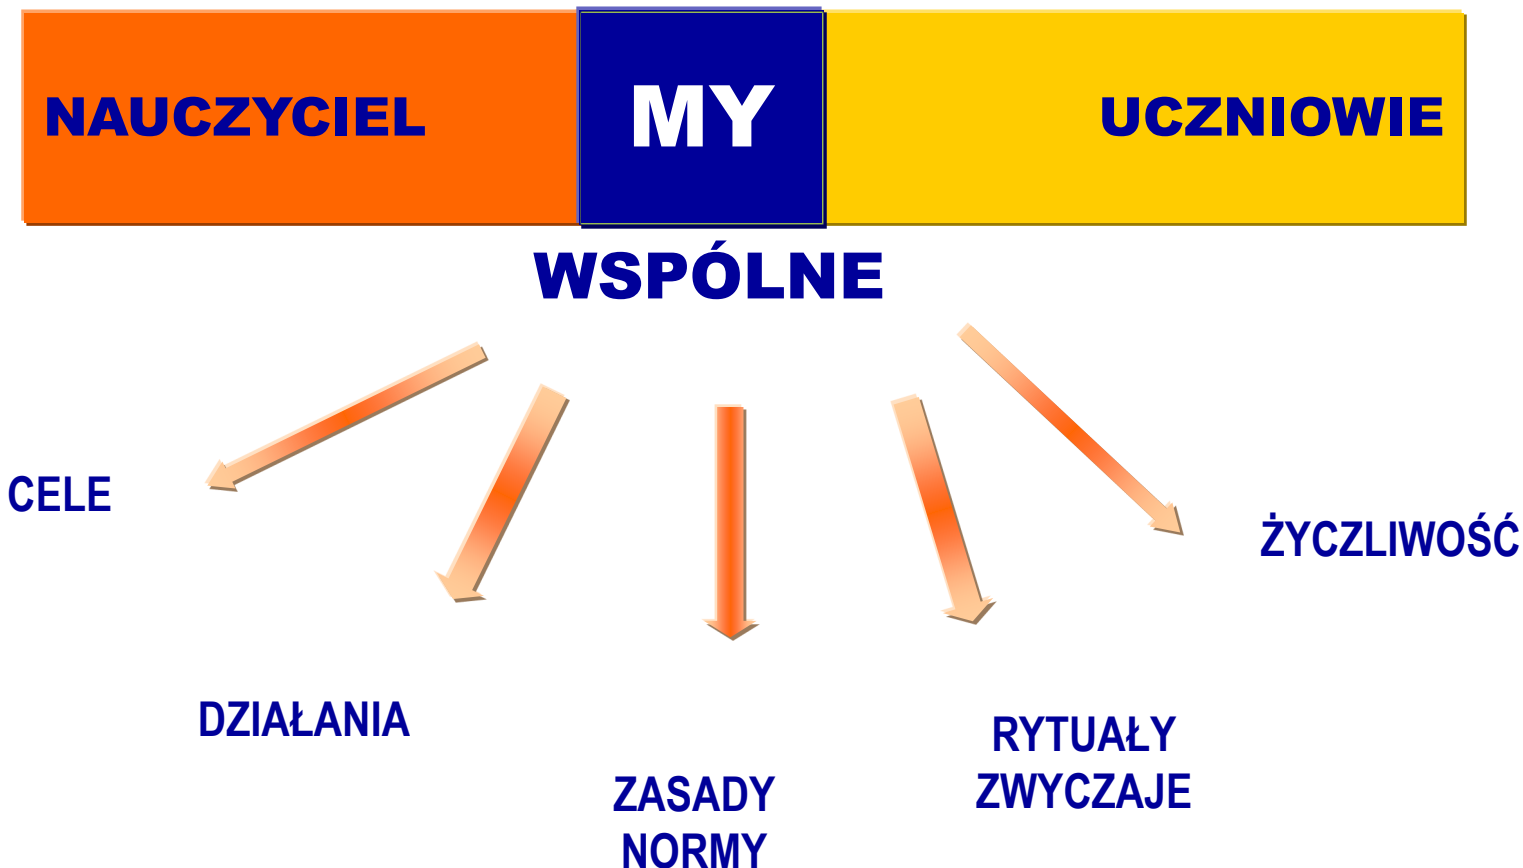 NAUCZYCIEL MY UCZNIOWIE
WSPÓLNE
CELE
ŻYCZLIWOŚĆ
DZIAŁANIA
RYTUAŁY
ZWYCZAJE
ZASADY
NORMY